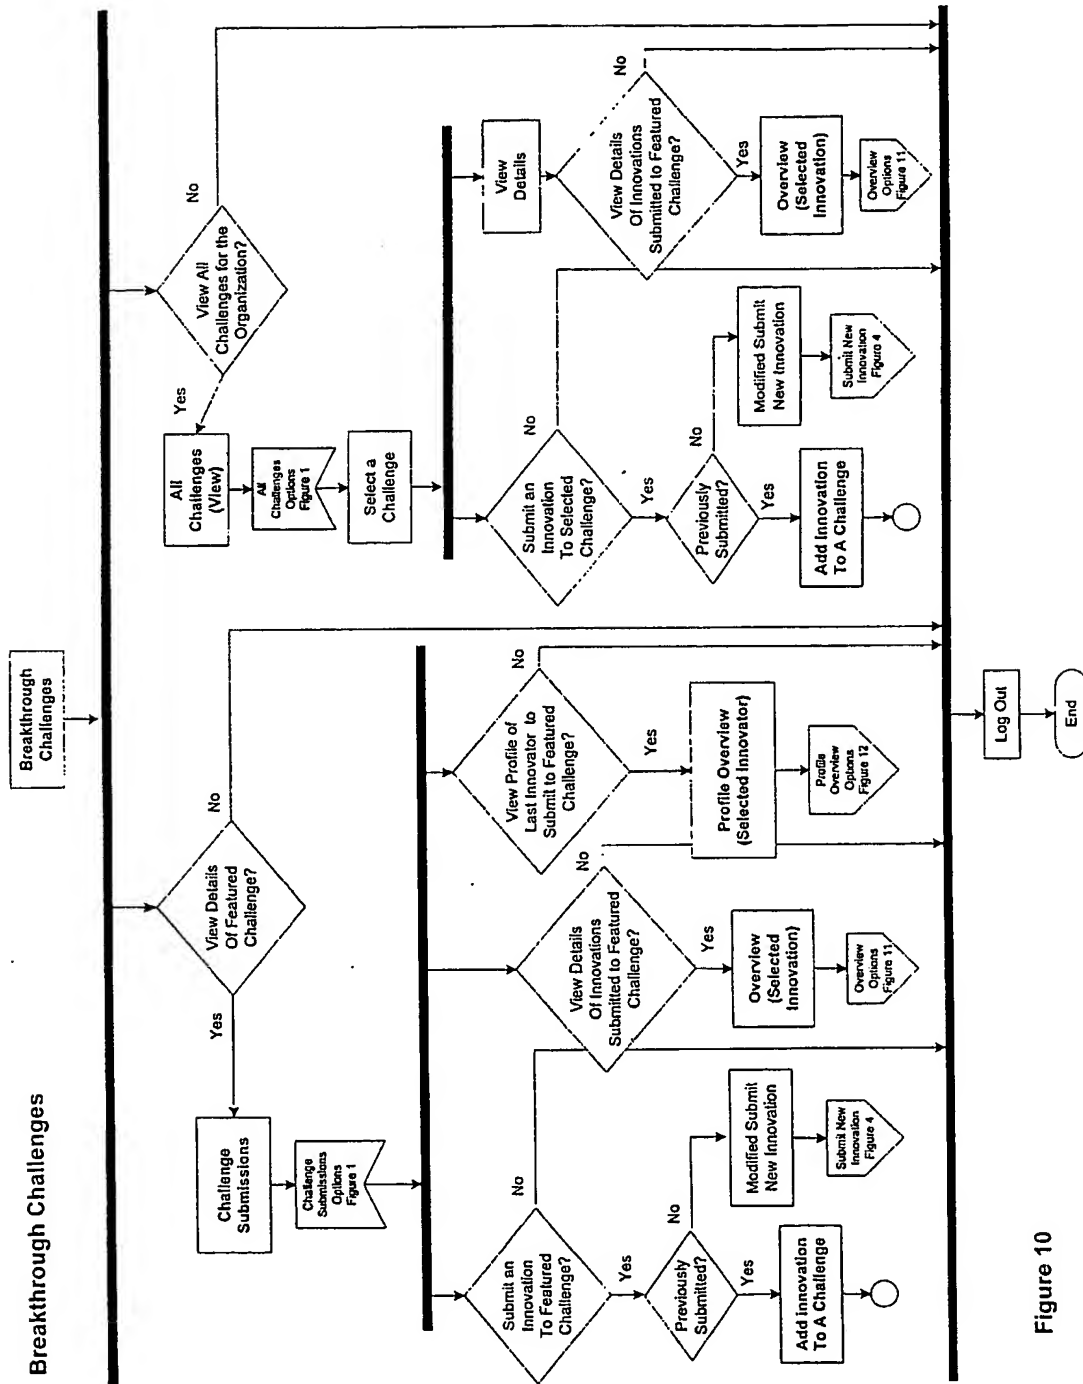 Breakthrough Challenges
Breakthrough
Challenges
View Details
Of Featured
Challenge?
No
Yes
Challenge
Submissions
Challenge
Submissions
Options
Figure 1
Submit an
Innovation
To Featured
Challenge?
No
Yes
Previously
Submitted?
No
Yes
Modified Submit
New Innovation
Submit New
Innovation
Figure 4
Add Innovation
To A Challenge
View Details
Of Innovations
Submitted to Featured
Challenge?
No
Yes
Overview
(Selected
Innovation)
Overview
Options
Figure 11
View Profile of
Last Innovator to
Submit to Featured
Challenge?
No
Yes
Profile Overview
(Selected Innovator)
Profile
Overview
Options
Figure 12
View All
Challenges for the
Organization?
No
Yes
All
Challenges
(View)
All
Challenges
Options
Figure 1
Select a
Challenge
Submit an
Innovation
To Selected
Challenge?
No
Yes
Previously
Submitted?
No
Yes
Modified Submit
New Innovation
Submit New
Innovation
Figure 4
Add Innovation
To A Challenge
View
Details
View Details
Of Innovations
Submitted to Featured
Challenge?
No
Yes
Overview
(Selected
Innovation)
Overview
Options
Figure 11
Log Out
End
Figure 10